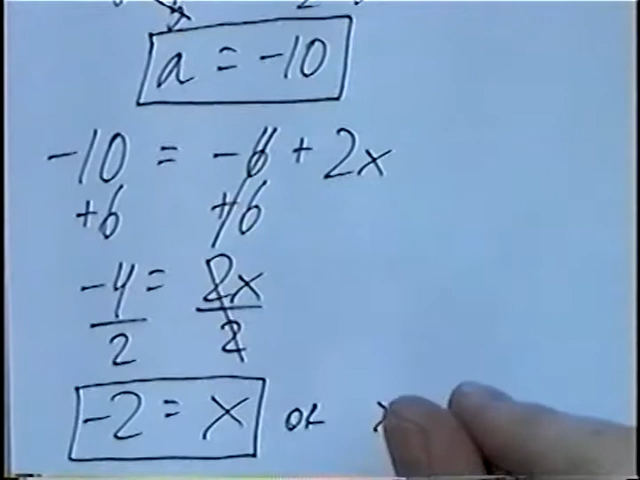 a = -10
-10 = -6 + 2x
+6 +6
-4 = 2x
2 2
-2 = x or x